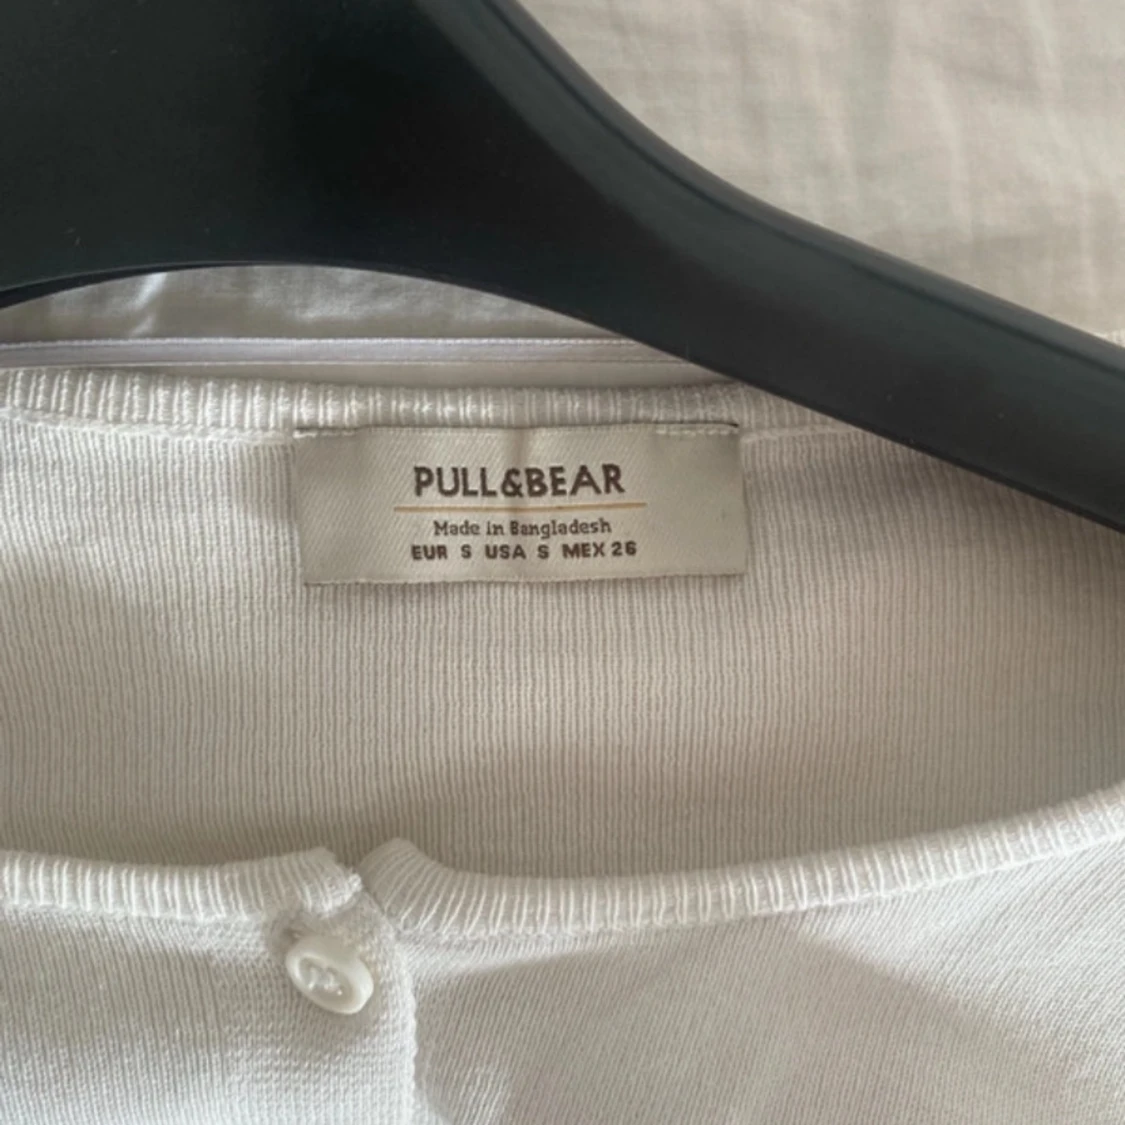 PULL&BEAR
Made in Bangladesh
EUR S USA S MEX 26